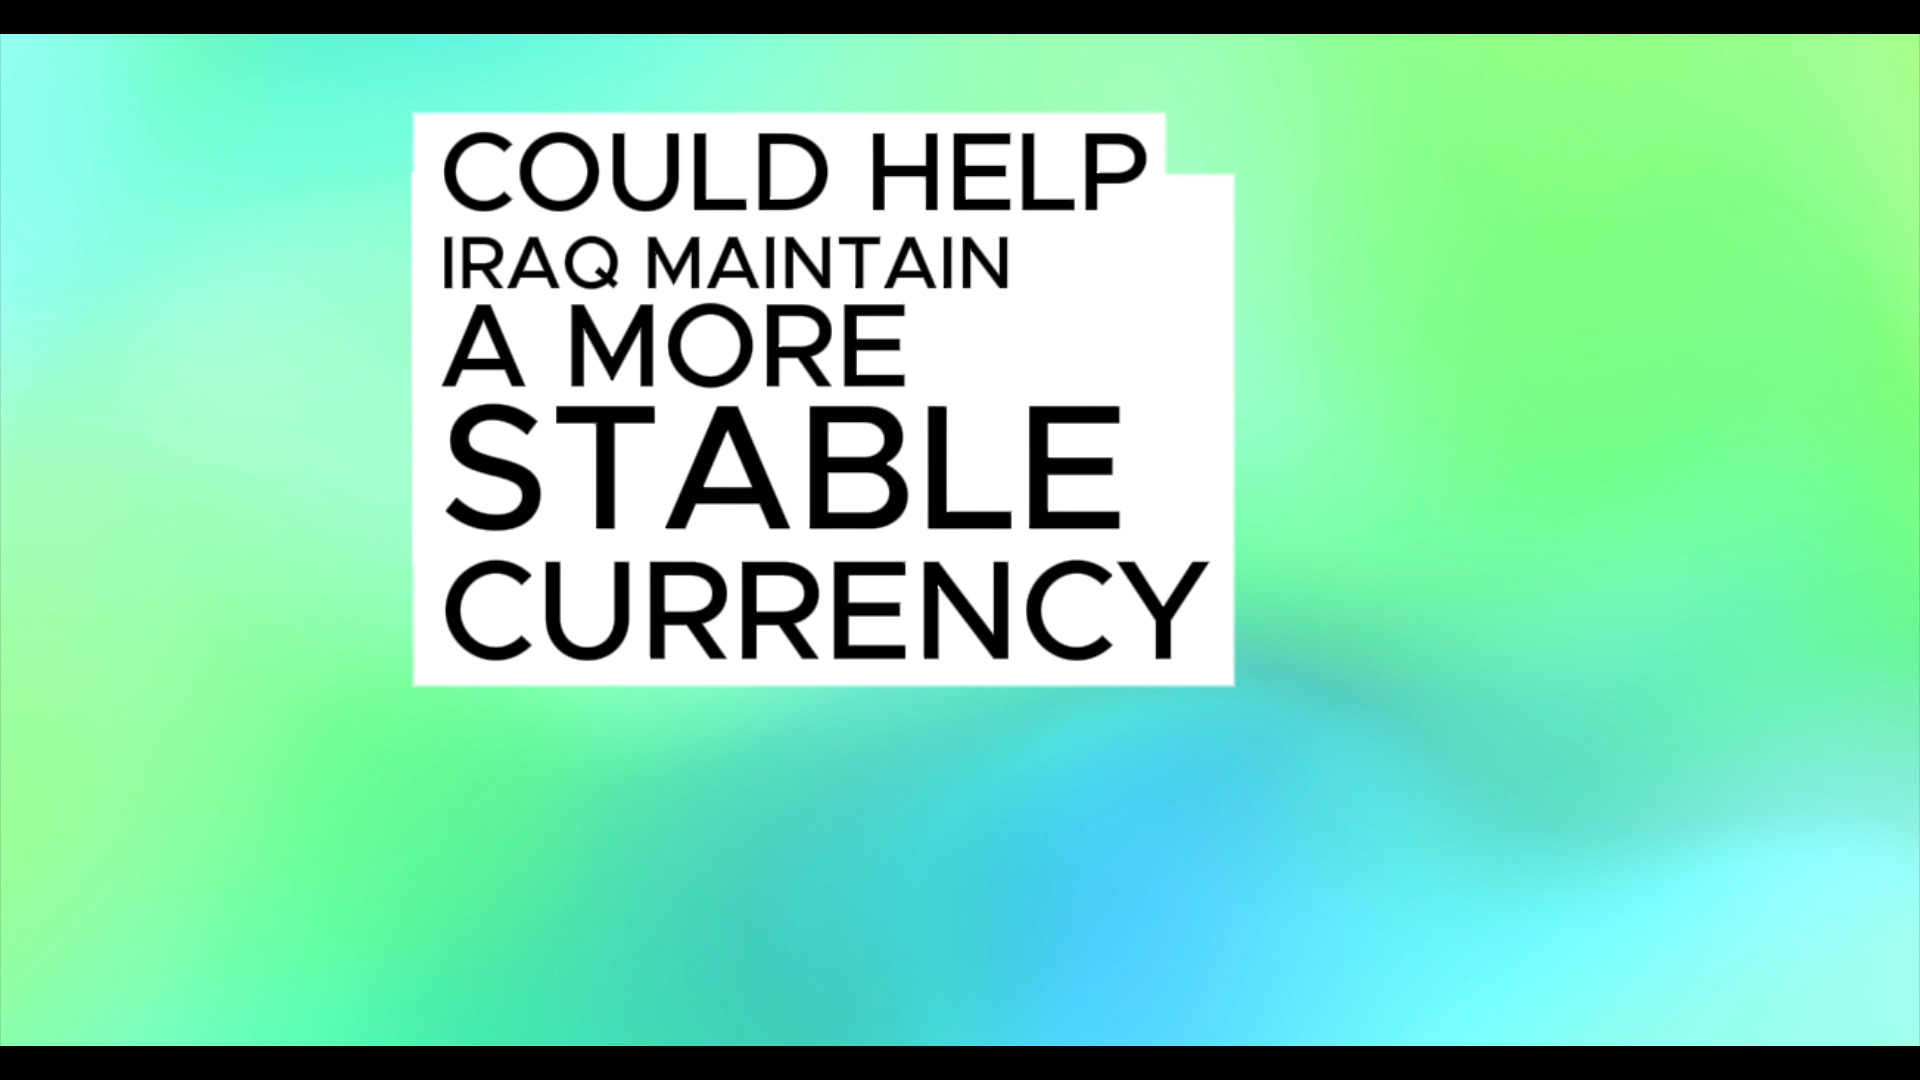 COULD HELP
IRAQ MAINTAIN
A MORE
STABLE
CURRENCY